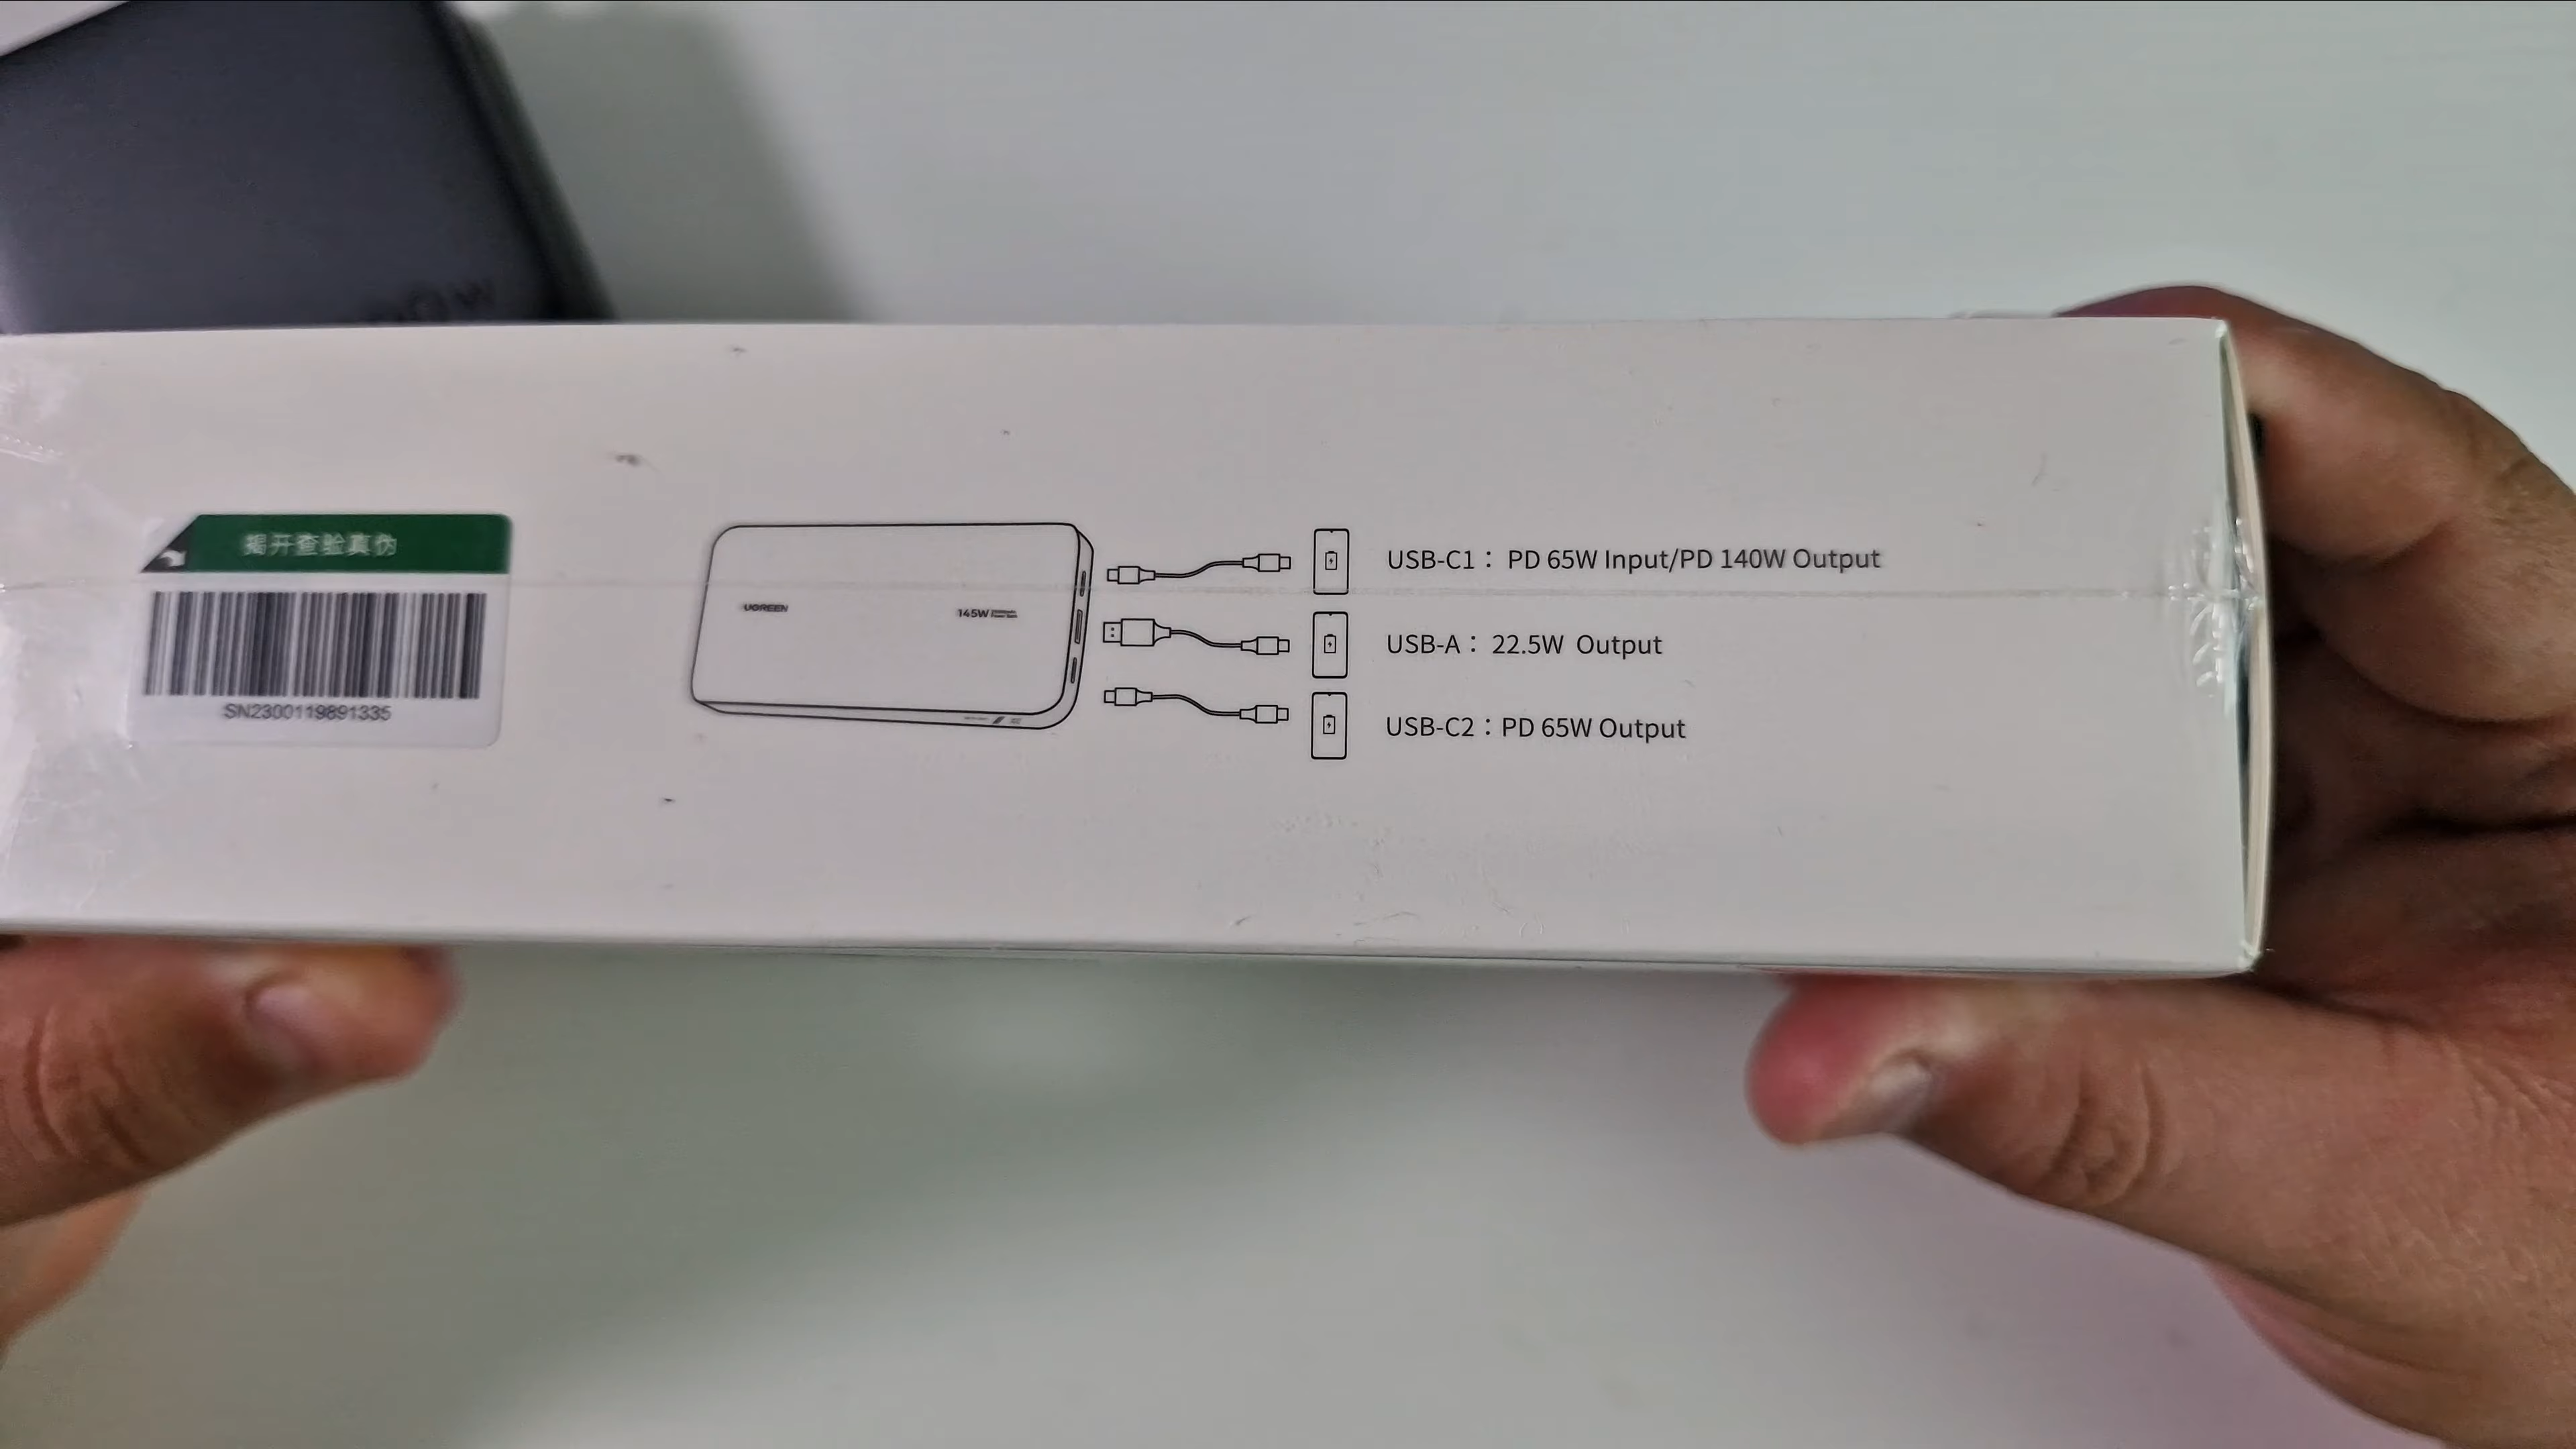 揭开查验真伪
SN2300119891335
UGREEN
145W
USB-C1：PD 65W Input/PD 140W Output
USB-A：22.5W Output
USB-C2：PD 65W Output